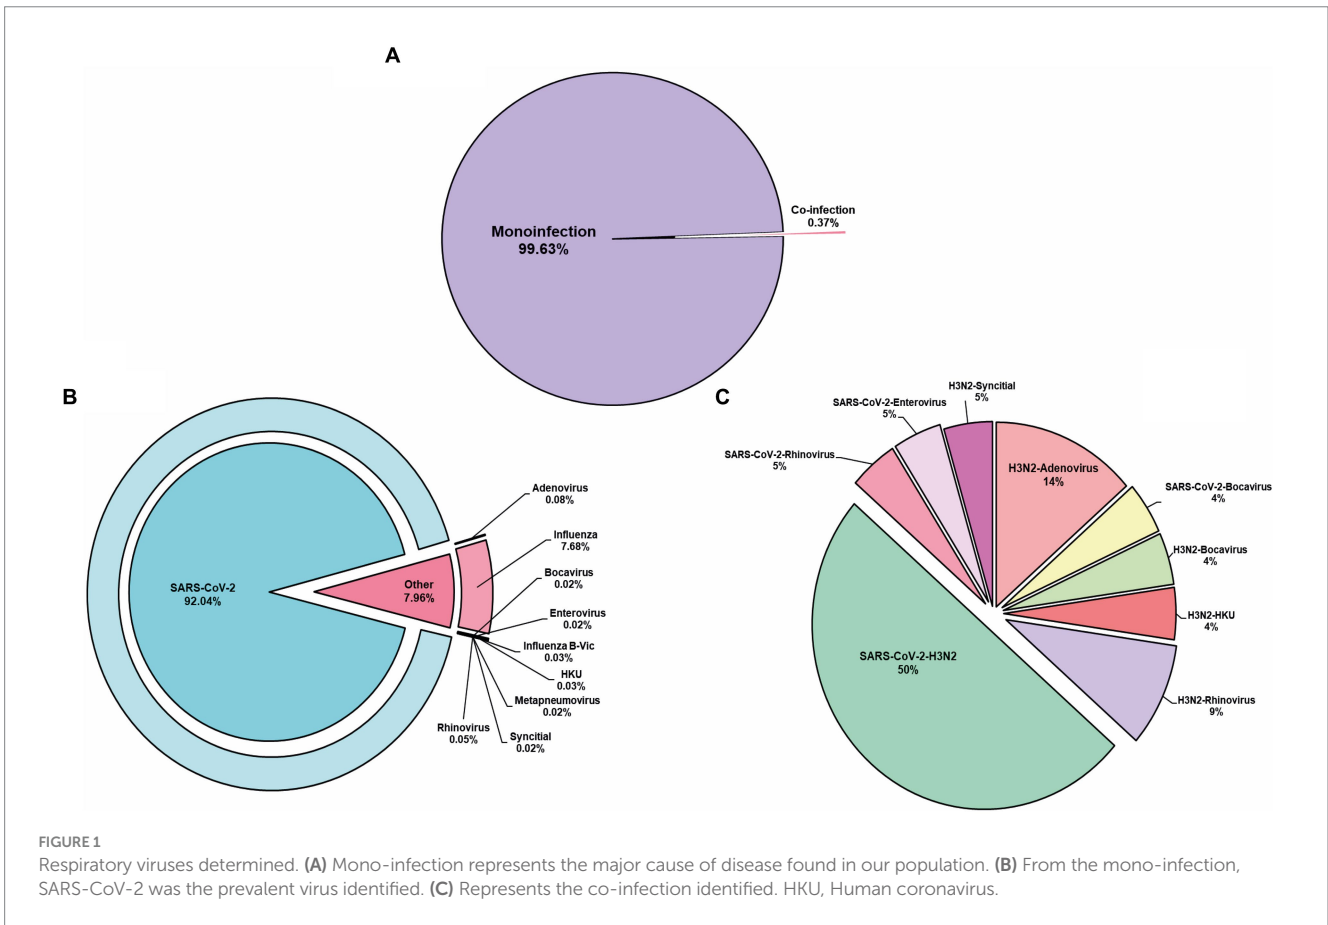 A
Monoinfection
99.63%
Co-infection
0.37%
B
SARS-CoV-2
92.04%
Other
7.96%
Adenovirus
0.08%
Influenza
7.68%
Bocavirus
0.02%
Enterovirus
0.02%
Influenza B-Vic
0.03%
HKU
0.03%
Metapneumovirus
0.02%
Syncitial
0.02%
Rhinovirus
0.05%
C
H3N2-Syncitial
5%
SARS-CoV-2-Enterovirus
5%
SARS-CoV-2-Rhinovirus
5%
H3N2-Adenovirus
14%
SARS-CoV-2-Bocavirus
4%
H3N2-Bocavirus
4%
H3N2-HKU
4%
H3N2-Rhinovirus
9%
SARS-CoV-2-H3N2
50%
FIGURE 1
Respiratory viruses determined. (A) Mono-infection represents the major cause of disease found in our population. (B) From the mono-infection,
SARS-CoV-2 was the prevalent virus identified. (C) Represents the co-infection identified. HKU, Human coronavirus.